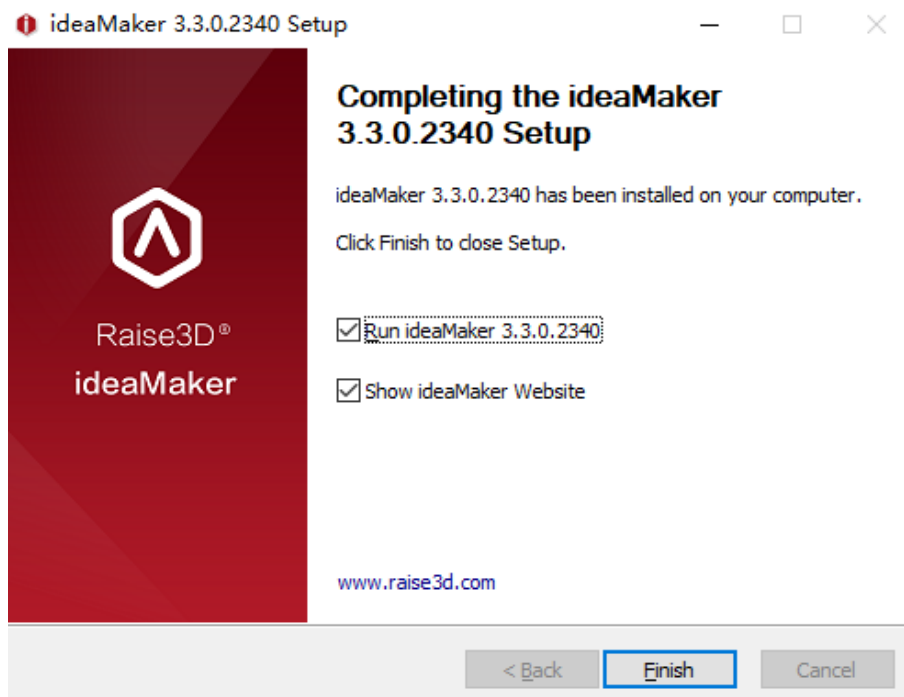 ideaMaker 3.3.0.2340 Setup
Completing the ideaMaker
3.3.0.2340 Setup
ideaMaker 3.3.0.2340 has been installed on your computer.
Click Finish to close Setup.
Raise3D®
ideaMaker
Run ideaMaker 3.3.0.2340
Show ideaMaker Website
www.raise3d.com
< Back
Finish
Cancel